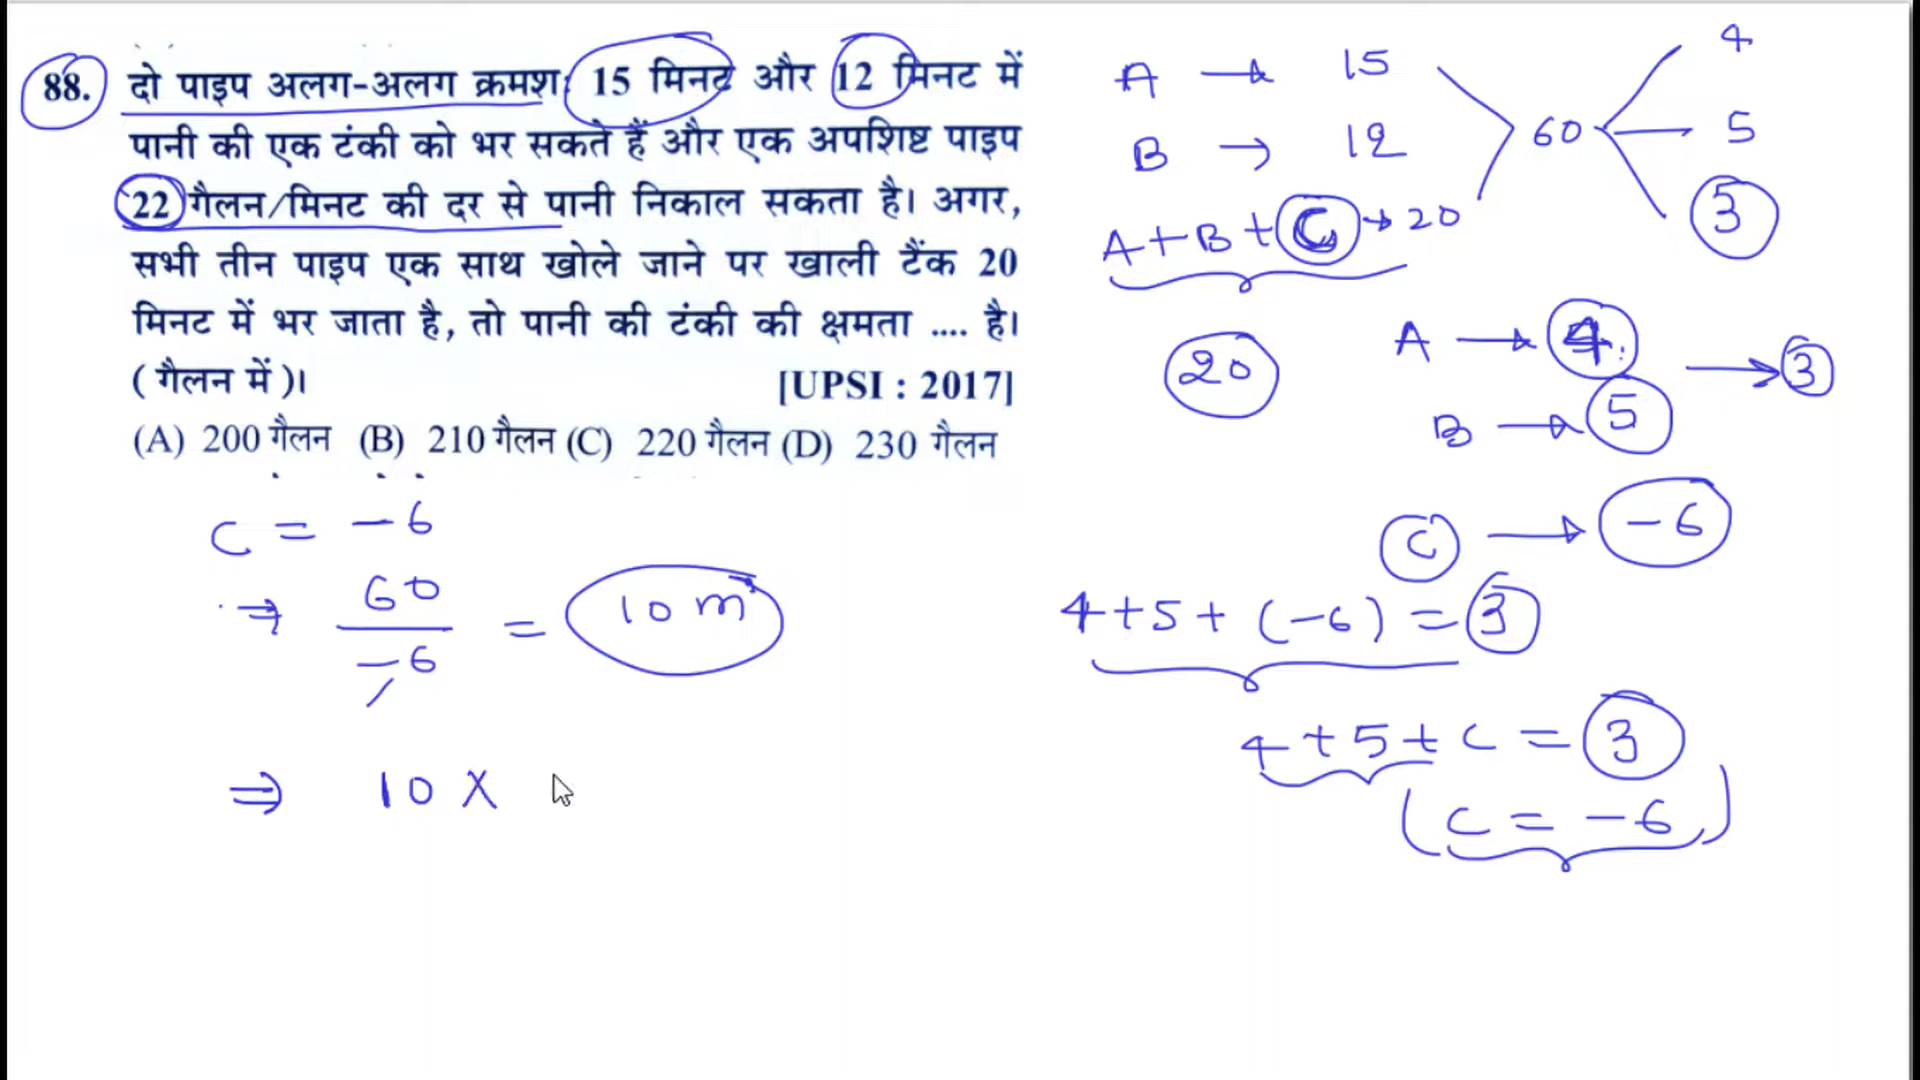 88. दो पाइप अलग-अलग क्रमशः 15 मिनट और 12 मिनट में
पानी की एक टंकी को भर सकते हैं और एक अपशिष्ट पाइप
22 गैलन/मिनट की दर से पानी निकाल सकता है। अगर,
सभी तीन पाइप एक साथ खोले जाने पर खाली टैंक 20
मिनट में भर जाता है, तो पानी की टंकी की क्षमता .... है।
(गैलन में)। [UPSI : 2017]
(A) 200 गैलन (B) 210 गैलन (C) 220 गैलन (D) 230 गैलन
C = -6
⇒ 60 / -6 = 10 m
⇒ 10 X
A → 15
B → 12
A + B + C → 20
60
4
5
3
20
A → 4
B → 5
→ 3
C → -6
4 + 5 + (-6) = 3
4 + 5 + C = 3
(C = -6)